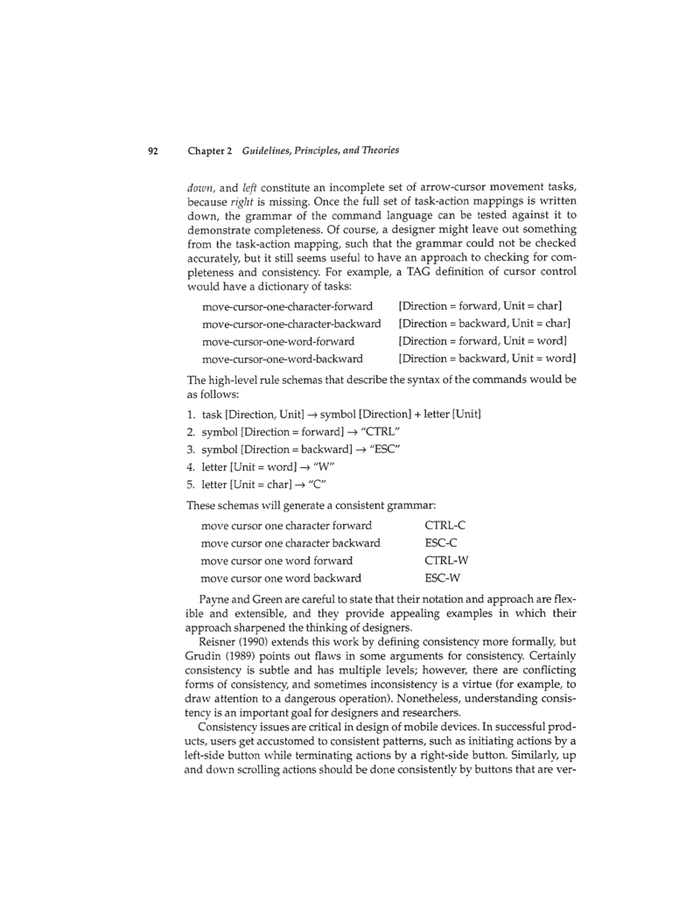 92 Chapter 2 Guidelines, Principles, and Theories
down, and left constitute an incomplete set of arrow-cursor movement tasks,
because right is missing. Once the full set of task-action mappings is written
down, the grammar of the command language can be tested against it to
demonstrate completeness. Of course, a designer might leave out something
from the task-action mapping, such that the grammar could not be checked
accurately, but it still seems useful to have an approach to checking for com-
pleteness and consistency. For example, a TAG definition of cursor control
would have a dictionary of tasks:
move-cursor-one-character-forward [Direction = forward, Unit = char]
move-cursor-one-character-backward [Direction = backward, Unit = char]
move-cursor-one-word-forward [Direction = forward, Unit = word]
move-cursor-one-word-backward [Direction = backward, Unit = word]
The high-level rule schemas that describe the syntax of the commands would be
as follows:
1. task [Direction, Unit] → symbol [Direction] + letter [Unit]
2. symbol [Direction = forward] → “CTRL”
3. symbol [Direction = backward] → “ESC”
4. letter [Unit = word] → “W”
5. letter [Unit = char] → “C”
These schemas will generate a consistent grammar:
move cursor one character forward CTRL-C
move cursor one character backward ESC-C
move cursor one word forward CTRL-W
move cursor one word backward ESC-W
Payne and Green are careful to state that their notation and approach are flex-
ible and extensible, and they provide appealing examples in which their
approach sharpened the thinking of designers.
Reisner (1990) extends this work by defining consistency more formally, but
Grudin (1989) points out flaws in some arguments for consistency. Certainly
consistency is subtle and has multiple levels; however, there are conflicting
forms of consistency, and sometimes inconsistency is a virtue (for example, to
draw attention to a dangerous operation). Nonetheless, understanding consis-
tency is an important goal for designers and researchers.
Consistency issues are critical in design of mobile devices. In successful prod-
ucts, users get accustomed to consistent patterns, such as initiating actions by a
left-side button while terminating actions by a right-side button. Similarly, up
and down scrolling actions should be done consistently by buttons that are ver-